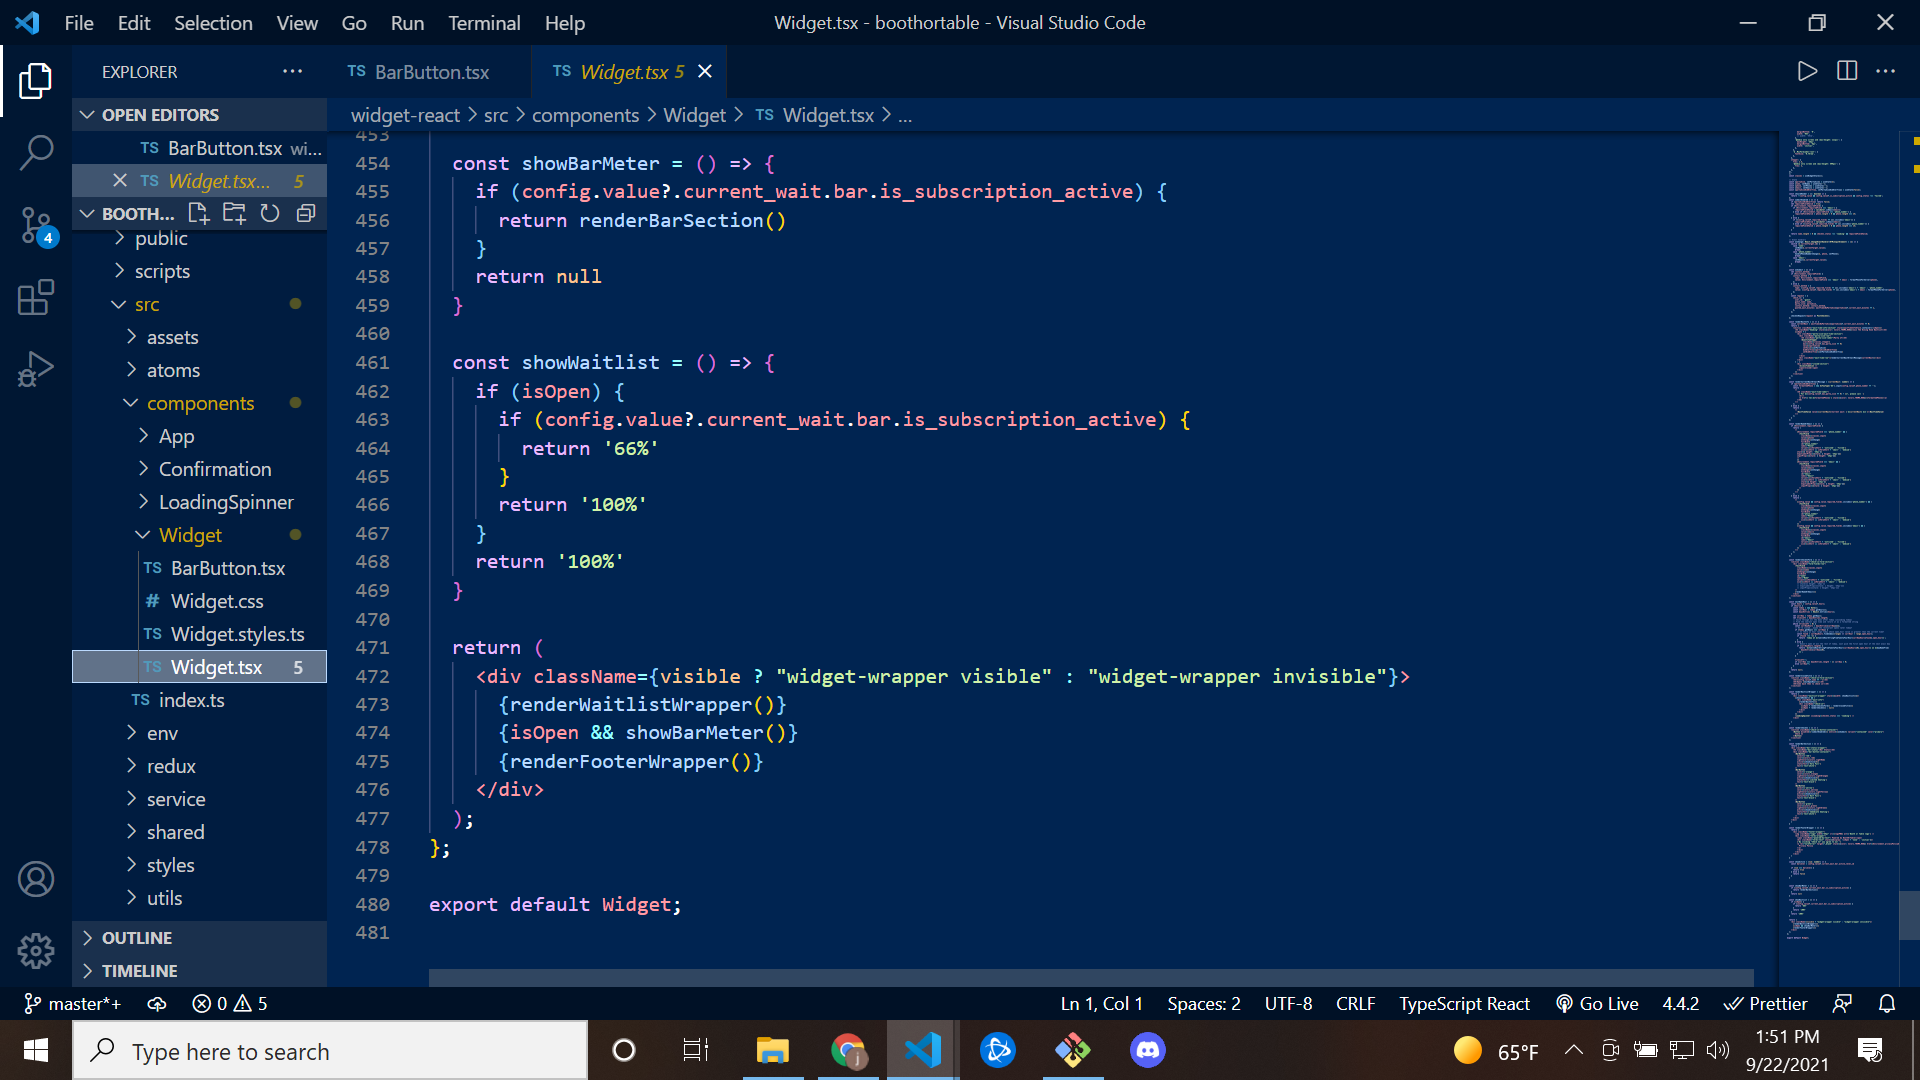 File Edit Selection View Go Run Terminal Help
Widget.tsx - boothortable - Visual Studio Code
EXPLORER
TS BarButton.tsx
TS Widget.tsx 5
OPEN EDITORS
TS BarButton.tsx wi...
TS Widget.tsx... 5
BOOTH...
public
scripts
src
assets
atoms
components
App
Confirmation
LoadingSpinner
Widget
TS BarButton.tsx
# Widget.css
TS Widget.styles.ts
TS Widget.tsx 5
TS index.ts
env
redux
service
shared
styles
utils
OUTLINE
TIMELINE
4
widget-react > src > components > Widget > TS Widget.tsx > ...
453
454 const showBarMeter = () => {
455 if (config.value?.current_wait.bar.is_subscription_active) {
456 return renderBarSection()
457 }
458 return null
459 }
460
461 const showWaitlist = () => {
462 if (isOpen) {
463 if (config.value?.current_wait.bar.is_subscription_active) {
464 return '66%'
465 }
466 return '100%'
467 }
468 return '100%'
469 }
470
471 return (
472 <div className={visible ? "widget-wrapper visible" : "widget-wrapper invisible"}>
473 {renderWaitlistWrapper()}
474 {isOpen && showBarMeter()}
475 {renderFooterWrapper()}
476 </div>
477 );
478 };
479
480 export default Widget;
481
master*+ 0 5
Ln 1, Col 1 Spaces: 2 UTF-8 CRLF TypeScript React Go Live 4.4.2 Prettier
Type here to search
j
65°F
1:51 PM
9/22/2021